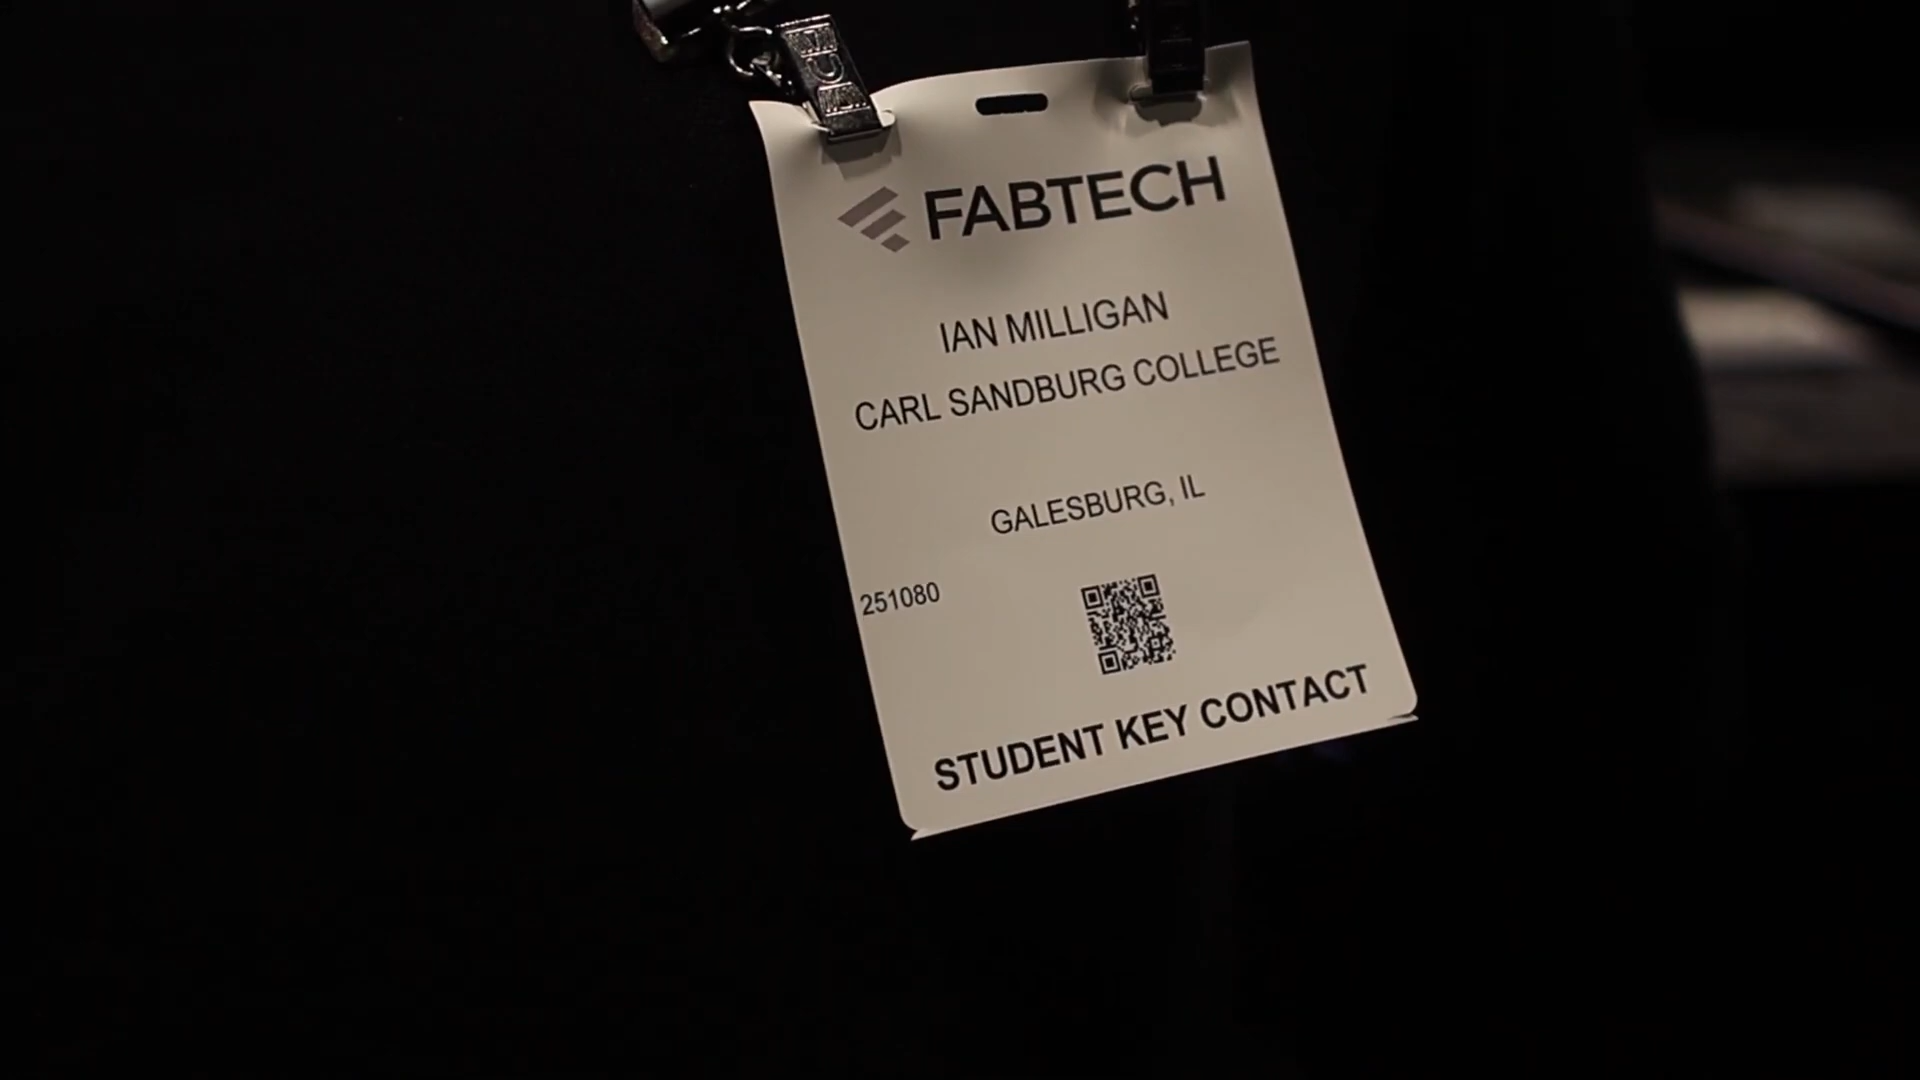 FABTECH
IAN MILLIGAN
CARL SANDBURG COLLEGE
GALESBURG, IL
251080
STUDENT KEY CONTACT